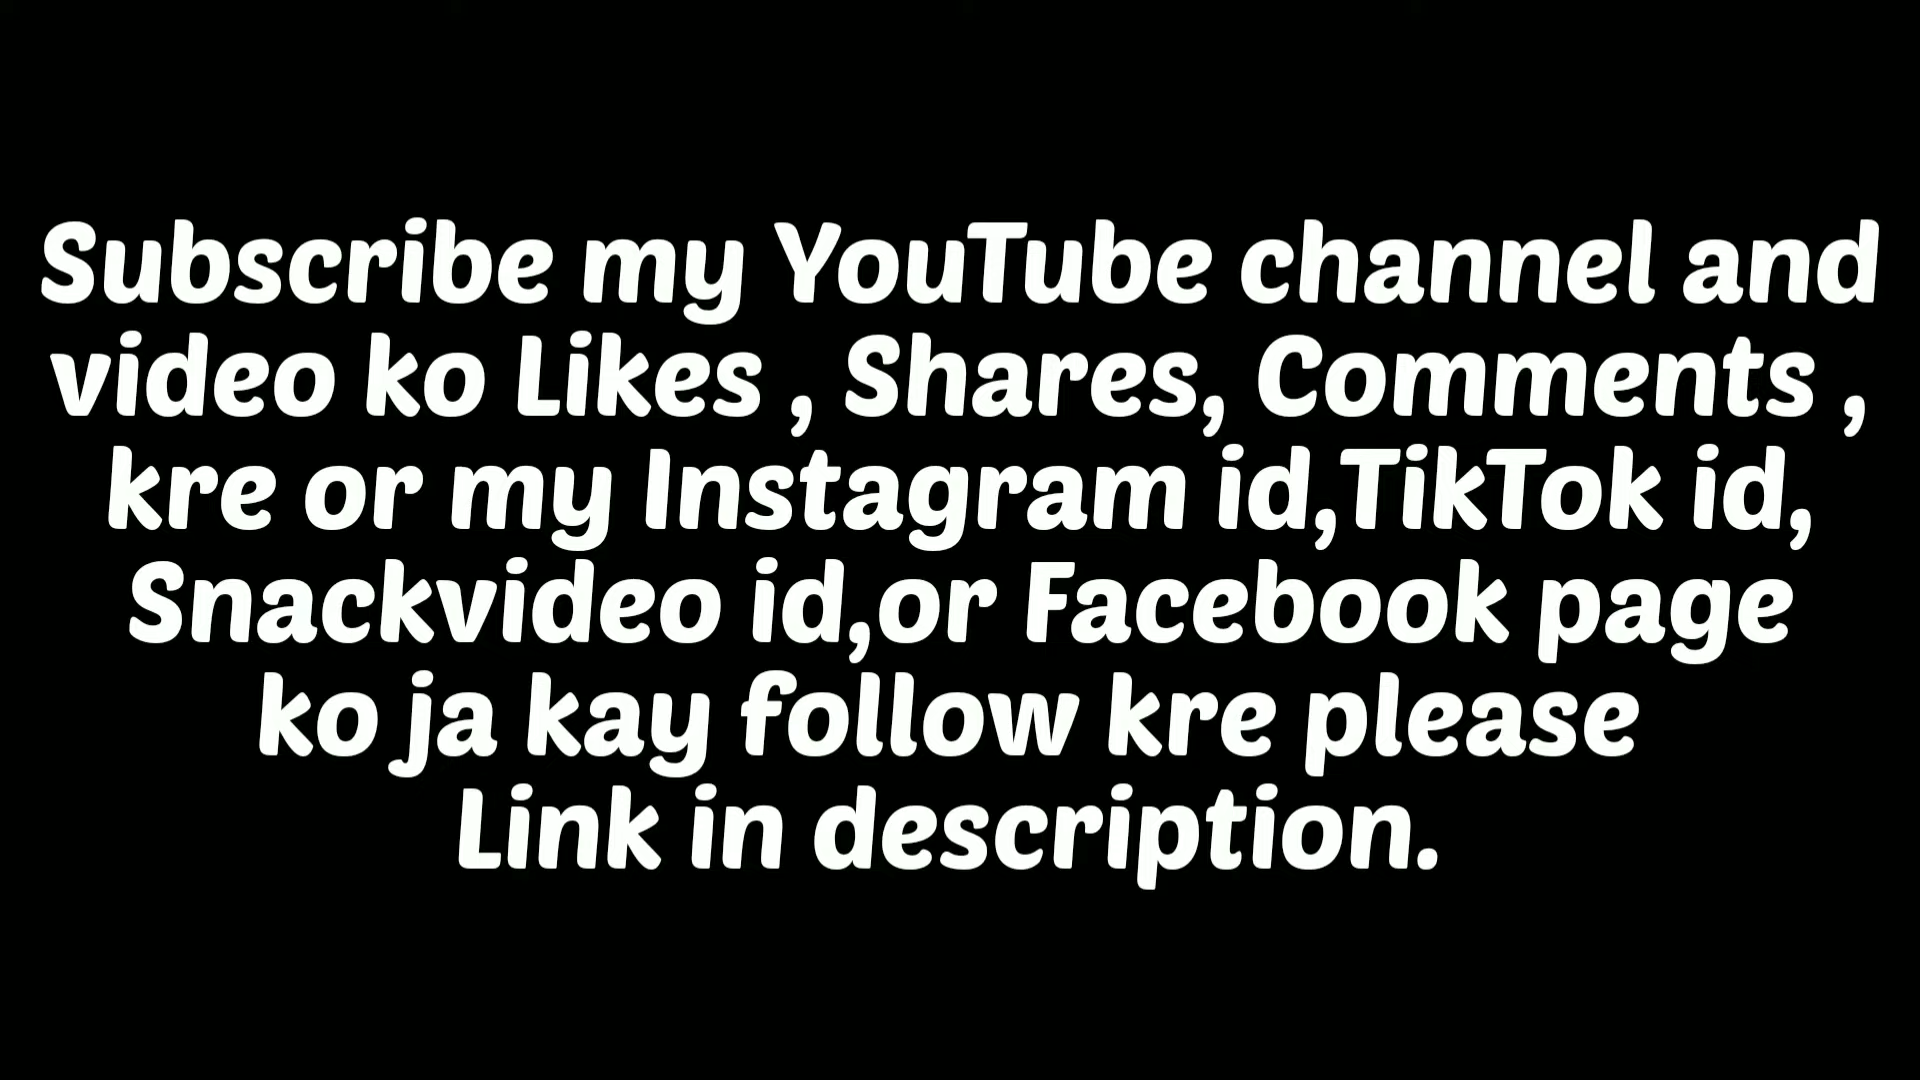 Subscribe my YouTube channel and
video ko Likes , Shares, Comments ,
kre or my Instagram id,TikTok id,
Snackvideo id,or Facebook page
ko ja kay follow kre please
Link in description.